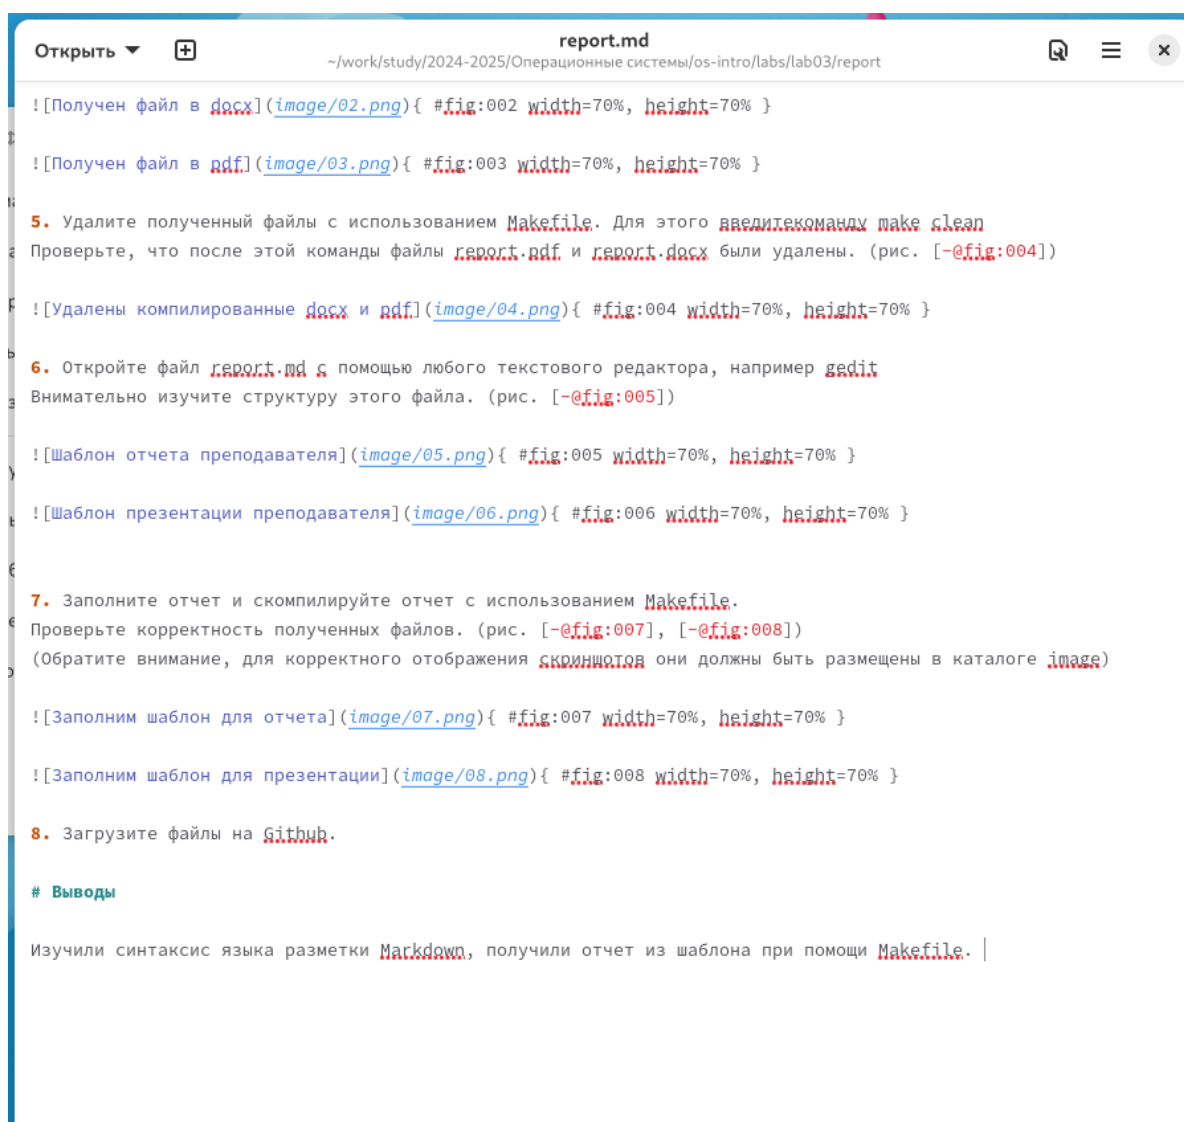 Открыть
report.md
~/work/study/2024-2025/Операционные системы/os-intro/labs/lab03/report
![Получен файл в docx](image/02.png){ #fig:002 width=70%, height=70% }
![Получен файл в pdf](image/03.png){ #fig:003 width=70%, height=70% }
5. Удалите полученный файлы с использованием Makefile. Для этого введитекоманду make clean
Проверьте, что после этой команды файлы report.pdf и report.docx были удалены. (рис. [-@fig:004])
![Удалены компилированные docx и pdf](image/04.png){ #fig:004 width=70%, height=70% }
6. Откройте файл report.md с помощью любого текстового редактора, например gedit
Внимательно изучите структуру этого файла. (рис. [-@fig:005])
![Шаблон отчета преподавателя](image/05.png){ #fig:005 width=70%, height=70% }
![Шаблон презентации преподавателя](image/06.png){ #fig:006 width=70%, height=70% }
7. Заполните отчет и скомпилируйте отчет с использованием Makefile.
Проверьте корректность полученных файлов. (рис. [-@fig:007], [-@fig:008])
(Обратите внимание, для корректного отображения скриншотов они должны быть размещены в каталоге image)
![Заполним шаблон для отчета](image/07.png){ #fig:007 width=70%, height=70% }
![Заполним шаблон для презентации](image/08.png){ #fig:008 width=70%, height=70% }
8. Загрузите файлы на Github.
# Выводы
Изучили синтаксис языка разметки Markdown, получили отчет из шаблона при помощи Makefile.